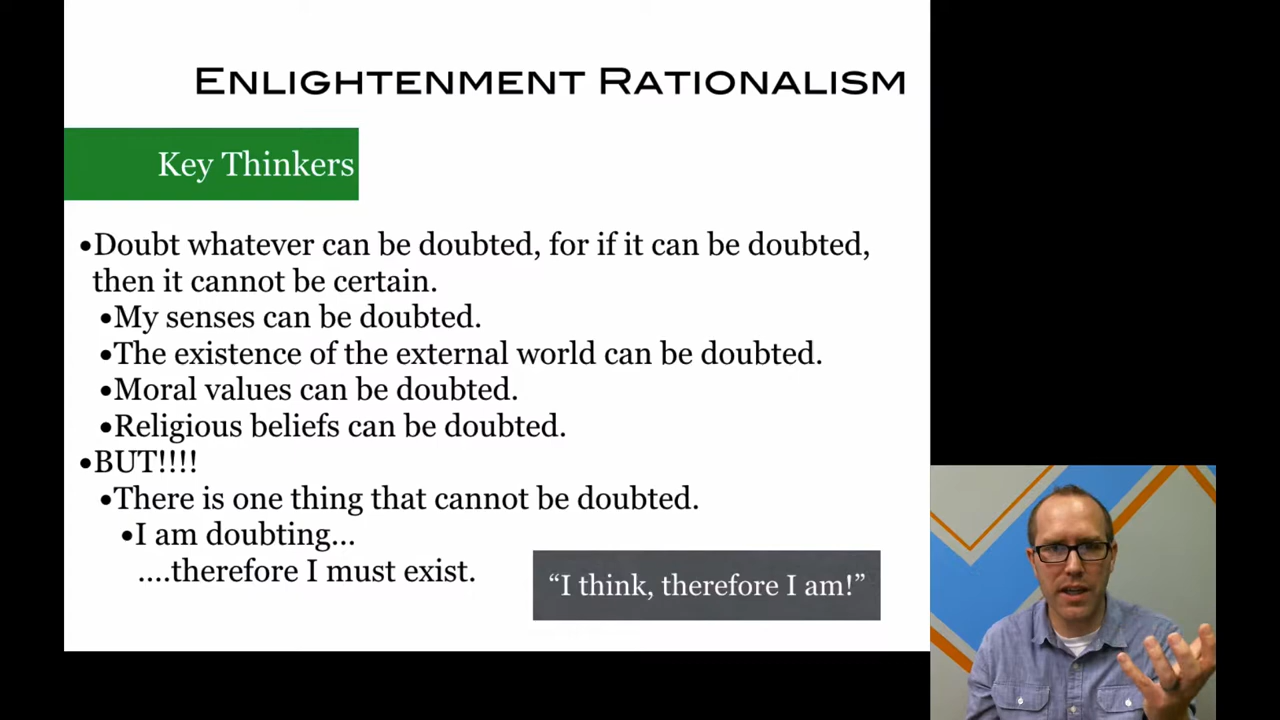 ENLIGHTENMENT RATIONALISM
Key Thinkers
•Doubt whatever can be doubted, for if it can be doubted,
then it cannot be certain.
•My senses can be doubted.
•The existence of the external world can be doubted.
•Moral values can be doubted.
•Religious beliefs can be doubted.
•BUT!!!!
•There is one thing that cannot be doubted.
•I am doubting...
....therefore I must exist.
“I think, therefore I am!”